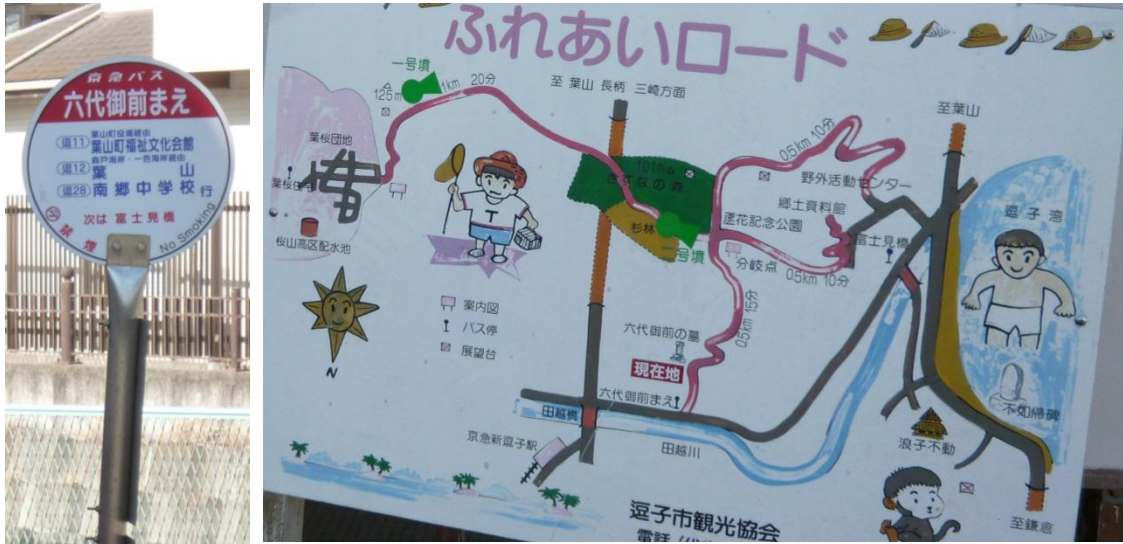 京急バス
六代御前まえ
葉山町役場経由
逗11 葉山町福祉文化会館
森戸海岸・一色海岸経由
逗12 葉山
逗28 南郷中学校 行
次は 富士見橋
禁煙
No Smoking
ふれあいロード
一号墳
1km 20分
125m
至 葉山 長柄 三崎方面
至葉山
葉桜団地
葉桜住宅
桜山高区配水池
きずなの森
杉林
二号墳
0.5km 10分
野外活動センター
郷土資料館
蘆花記念公園
富士見橋
分岐点
0.5km 10分
0.5km 15分
逗子湾
T
案内図
バス停
展望台
N
六代御前の墓
現在地
六代御前まえ
田越橋
田越川
京急新逗子駅
不如帰碑
浪子不動
至鎌倉
逗子市観光協会
電話